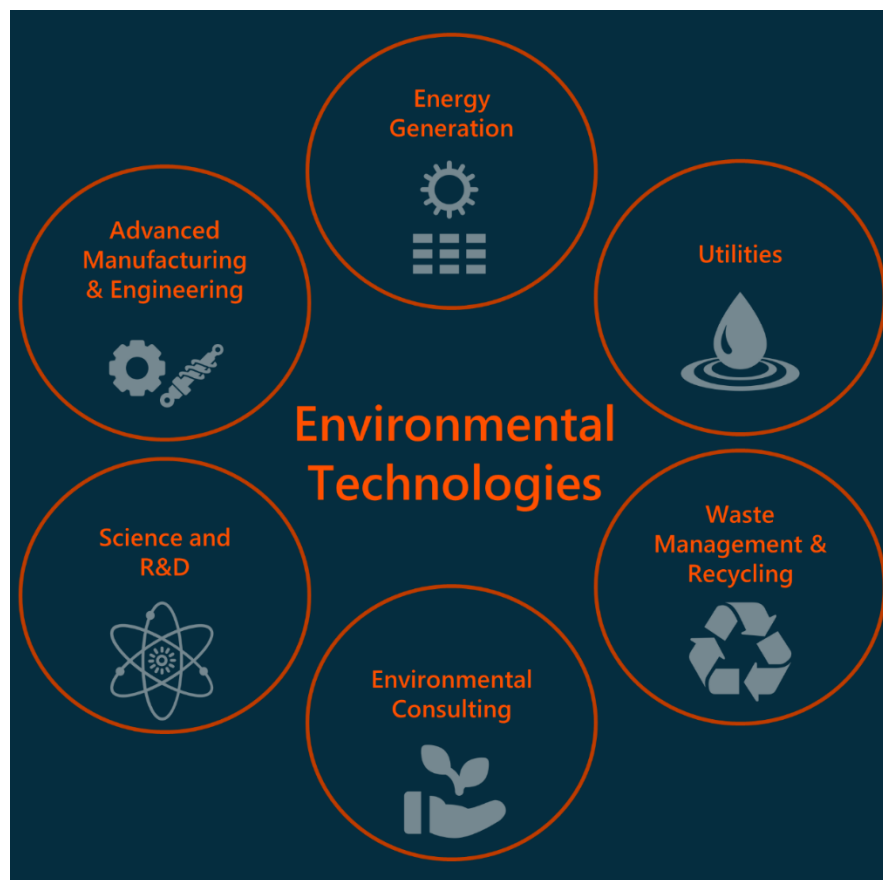 Energy
Generation
Advanced
Manufacturing
& Engineering
Utilities
Environmental
Technologies
Science and
R&D
Waste
Management &
Recycling
Environmental
Consulting